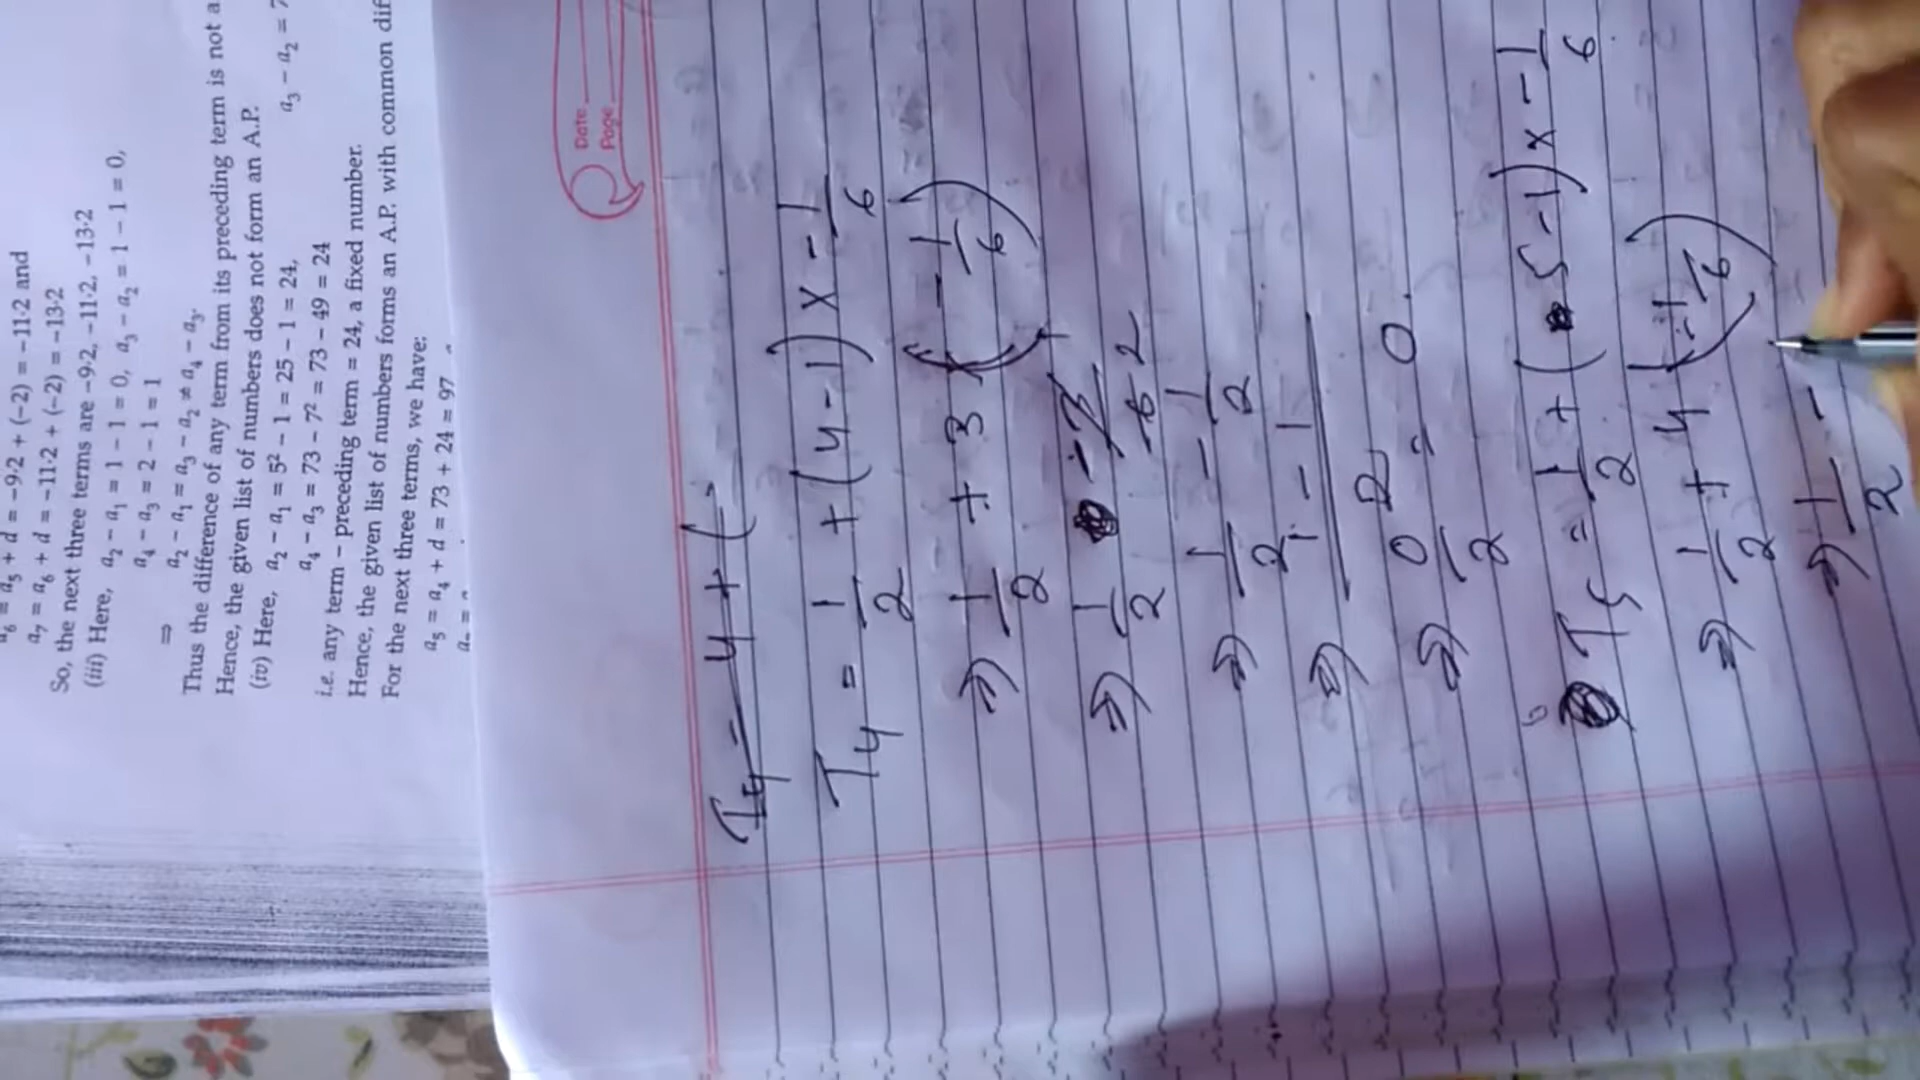 a₆ = a₅ + d = –9·2 + (–2) = –11·2 and
a₇ = a₆ + d = –11·2 + (–2) = –13·2
So, the next three terms are –9·2, –11·2, –13·2
(iii) Here, a₂ – a₁ = 1 – 1 = 0, a₃ – a₂ = 1 – 1 = 0,
a₄ – a₃ = 2 – 1 = 1
⇒ a₂ – a₁ = a₃ – a₂ ≠ a₄ – a₃.
Thus the difference of any term from its preceding term is not a
Hence, the given list of numbers does not form an A.P.
(iv) Here, a₂ – a₁ = 5² – 1 = 25 – 1 = 24, a₃ – a₂ = 7
a₄ – a₃ = 73 – 7² = 73 – 49 = 24
i.e. any term – preceding term = 24, a fixed number.
Hence, the given list of numbers forms an A.P. with common dif
For the next three terms, we have:
a₅ = a₄ + d = 73 + 24 = 97
Date
Page
T₄ = 4 + (
T₄ = 1/2 + (4-1) x -1/6
⇒ 1/2 + 3 x (-1/6)
⇒ 1/2 -3/6 2
⇒ 1/2 - 1/2
⇒ 1 - 1 / 2
⇒ 0/2 = 0
T₅ = 1/2 + (5-1) x -1/6
⇒ 1/2 + 4 (-1/6)
⇒ 1/2 -